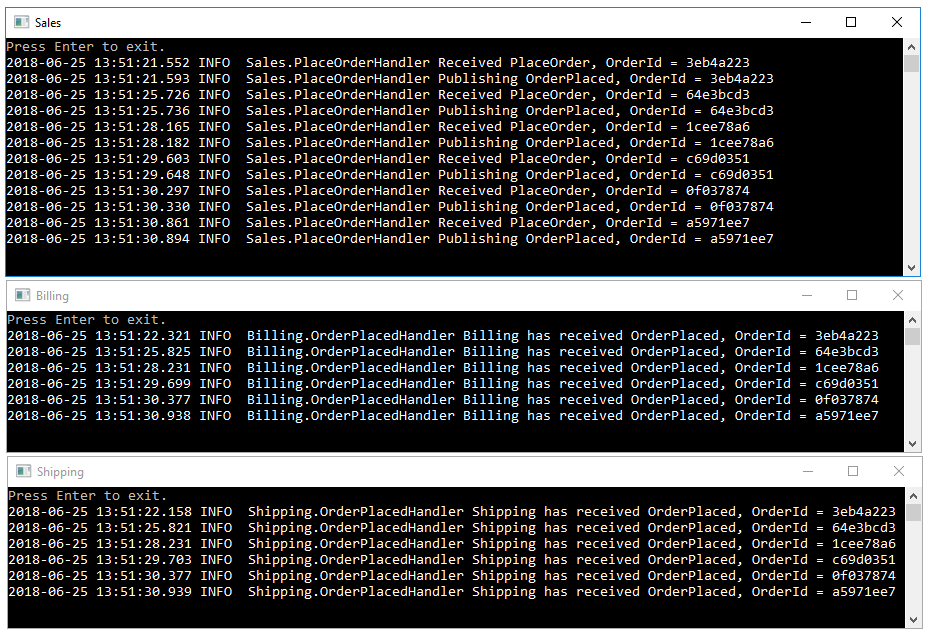 Sales
Press Enter to exit.
2018-06-25 13:51:21.552 INFO  Sales.PlaceOrderHandler Received PlaceOrder, OrderId = 3eb4a223
2018-06-25 13:51:21.593 INFO  Sales.PlaceOrderHandler Publishing OrderPlaced, OrderId = 3eb4a223
2018-06-25 13:51:25.726 INFO  Sales.PlaceOrderHandler Received PlaceOrder, OrderId = 64e3bcd3
2018-06-25 13:51:25.736 INFO  Sales.PlaceOrderHandler Publishing OrderPlaced, OrderId = 64e3bcd3
2018-06-25 13:51:28.165 INFO  Sales.PlaceOrderHandler Received PlaceOrder, OrderId = 1cee78a6
2018-06-25 13:51:28.182 INFO  Sales.PlaceOrderHandler Publishing OrderPlaced, OrderId = 1cee78a6
2018-06-25 13:51:29.603 INFO  Sales.PlaceOrderHandler Received PlaceOrder, OrderId = c69d0351
2018-06-25 13:51:29.648 INFO  Sales.PlaceOrderHandler Publishing OrderPlaced, OrderId = c69d0351
2018-06-25 13:51:30.297 INFO  Sales.PlaceOrderHandler Received PlaceOrder, OrderId = 0f037874
2018-06-25 13:51:30.330 INFO  Sales.PlaceOrderHandler Publishing OrderPlaced, OrderId = 0f037874
2018-06-25 13:51:30.861 INFO  Sales.PlaceOrderHandler Received PlaceOrder, OrderId = a5971ee7
2018-06-25 13:51:30.894 INFO  Sales.PlaceOrderHandler Publishing OrderPlaced, OrderId = a5971ee7
Billing
Press Enter to exit.
2018-06-25 13:51:22.321 INFO  Billing.OrderPlacedHandler Billing has received OrderPlaced, OrderId = 3eb4a223
2018-06-25 13:51:25.825 INFO  Billing.OrderPlacedHandler Billing has received OrderPlaced, OrderId = 64e3bcd3
2018-06-25 13:51:28.231 INFO  Billing.OrderPlacedHandler Billing has received OrderPlaced, OrderId = 1cee78a6
2018-06-25 13:51:29.699 INFO  Billing.OrderPlacedHandler Billing has received OrderPlaced, OrderId = c69d0351
2018-06-25 13:51:30.377 INFO  Billing.OrderPlacedHandler Billing has received OrderPlaced, OrderId = 0f037874
2018-06-25 13:51:30.938 INFO  Billing.OrderPlacedHandler Billing has received OrderPlaced, OrderId = a5971ee7
Shipping
Press Enter to exit.
2018-06-25 13:51:22.158 INFO  Shipping.OrderPlacedHandler Shipping has received OrderPlaced, OrderId = 3eb4a223
2018-06-25 13:51:25.821 INFO  Shipping.OrderPlacedHandler Shipping has received OrderPlaced, OrderId = 64e3bcd3
2018-06-25 13:51:28.231 INFO  Shipping.OrderPlacedHandler Shipping has received OrderPlaced, OrderId = 1cee78a6
2018-06-25 13:51:29.703 INFO  Shipping.OrderPlacedHandler Shipping has received OrderPlaced, OrderId = c69d0351
2018-06-25 13:51:30.377 INFO  Shipping.OrderPlacedHandler Shipping has received OrderPlaced, OrderId = 0f037874
2018-06-25 13:51:30.939 INFO  Shipping.OrderPlacedHandler Shipping has received OrderPlaced, OrderId = a5971ee7